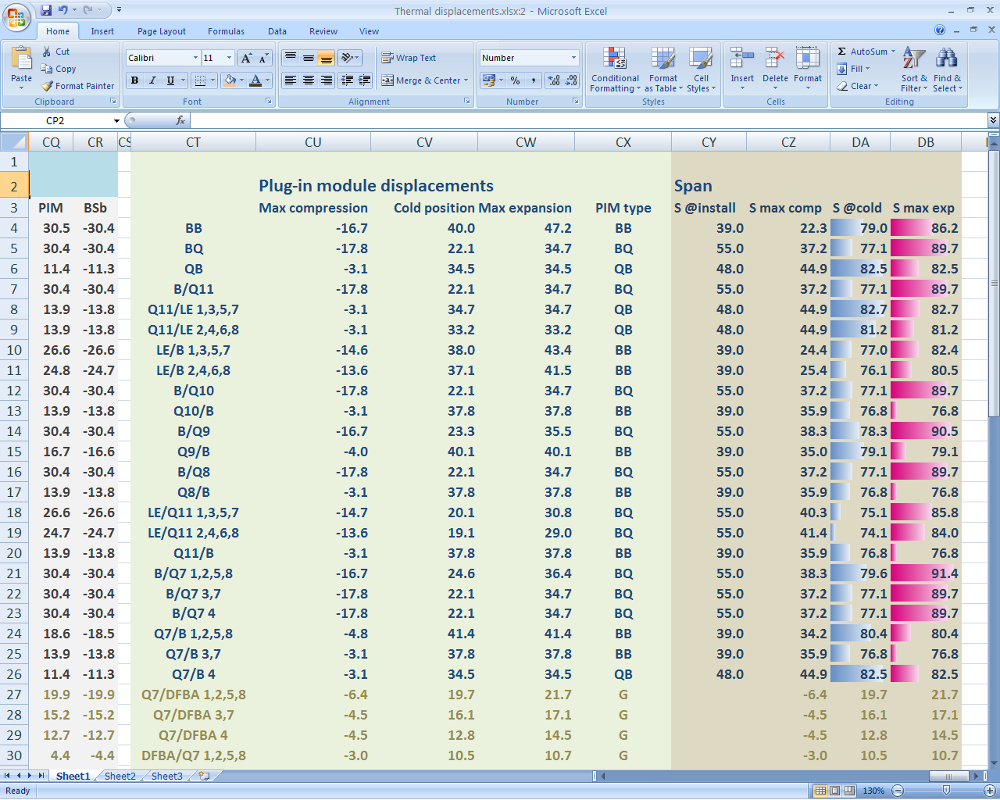 Thermal displacements.xlsx:2 - Microsoft Excel
Home Insert Page Layout Formulas Data Review View
Paste Cut Copy Format Painter Clipboard
Calibri 11 B I U Font
Wrap Text Merge & Center Alignment
Number % , Number
Conditional Formatting Format as Table Cell Styles Styles
Insert Delete Format Cells
AutoSum Fill Clear Sort & Filter Find & Select Editing
CP2 fx
CQ CR CS CT CU CV CW CX CY CZ DA DB
1
2 Plug-in module displacements Span
3 PIM BSb Max compression Cold position Max expansion PIM type S @install S max comp S @cold S max exp
4 30.5 -30.4 BB -16.7 40.0 47.2 BB 39.0 22.3 79.0 86.2
5 30.4 -30.4 BQ -17.8 22.1 34.7 BQ 55.0 37.2 77.1 89.7
6 11.4 -11.3 QB -3.1 34.5 34.5 QB 48.0 44.9 82.5 82.5
7 30.4 -30.4 B/Q11 -17.8 22.1 34.7 BQ 55.0 37.2 77.1 89.7
8 13.9 -13.8 Q11/LE 1,3,5,7 -3.1 34.7 34.7 QB 48.0 44.9 82.7 82.7
9 13.9 -13.8 Q11/LE 2,4,6,8 -3.1 33.2 33.2 QB 48.0 44.9 81.2 81.2
10 26.6 -26.6 LE/B 1,3,5,7 -14.6 38.0 43.4 BB 39.0 24.4 77.0 82.4
11 24.8 -24.7 LE/B 2,4,6,8 -13.6 37.1 41.5 BB 39.0 25.4 76.1 80.5
12 30.4 -30.4 B/Q10 -17.8 22.1 34.7 BQ 55.0 37.2 77.1 89.7
13 13.9 -13.8 Q10/B -3.1 37.8 37.8 BB 39.0 35.9 76.8 76.8
14 30.4 -30.4 B/Q9 -16.7 23.3 35.5 BQ 55.0 38.3 78.3 90.5
15 16.7 -16.6 Q9/B -4.0 40.1 40.1 BB 39.0 35.0 79.1 79.1
16 30.4 -30.4 B/Q8 -17.8 22.1 34.7 BQ 55.0 37.2 77.1 89.7
17 13.9 -13.8 Q8/B -3.1 37.8 37.8 BB 39.0 35.9 76.8 76.8
18 26.6 -26.6 LE/Q11 1,3,5,7 -14.7 20.1 30.8 BQ 55.0 40.3 75.1 85.8
19 24.7 -24.7 LE/Q11 2,4,6,8 -13.6 19.1 29.0 BQ 55.0 41.4 74.1 84.0
20 13.9 -13.8 Q11/B -3.1 37.8 37.8 BB 39.0 35.9 76.8 76.8
21 30.4 -30.4 B/Q7 1,2,5,8 -16.7 24.6 36.4 BQ 55.0 38.3 79.6 91.4
22 30.4 -30.4 B/Q7 3,7 -17.8 22.1 34.7 BQ 55.0 37.2 77.1 89.7
23 30.4 -30.4 B/Q7 4 -17.8 22.1 34.7 BQ 55.0 37.2 77.1 89.7
24 18.6 -18.5 Q7/B 1,2,5,8 -4.8 41.4 41.4 BB 39.0 34.2 80.4 80.4
25 13.9 -13.8 Q7/B 3,7 -3.1 37.8 37.8 BB 39.0 35.9 76.8 76.8
26 11.4 -11.3 Q7/B 4 -3.1 34.5 34.5 QB 48.0 44.9 82.5 82.5
27 19.9 -19.9 Q7/DFBA 1,2,5,8 -6.4 19.7 21.7 G -6.4 19.7 21.7
28 15.2 -15.2 Q7/DFBA 3,7 -4.5 16.1 17.1 G -4.5 16.1 17.1
29 12.7 -12.7 Q7/DFBA 4 -4.5 12.8 14.5 G -4.5 12.8 14.5
30 4.4 -4.4 DFBA/Q7 1,2,5,8 -3.0 10.5 10.7 G -3.0 10.5 10.7
Sheet1 Sheet2 Sheet3
Ready 130%